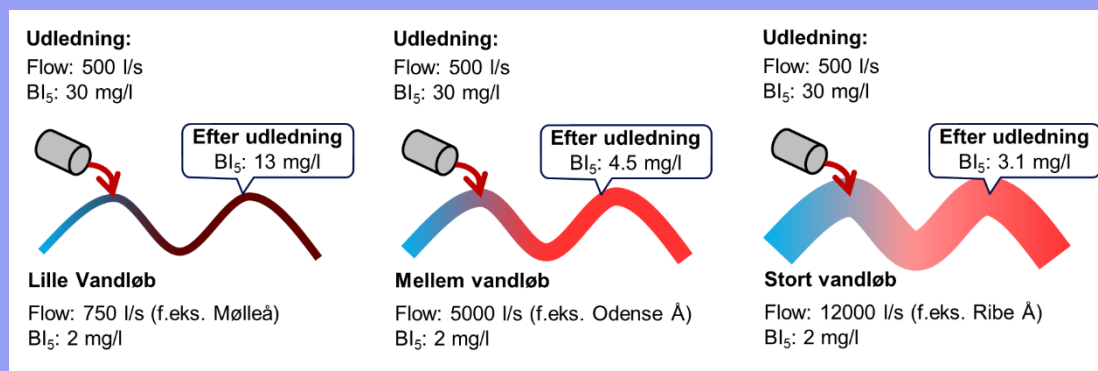 Udledning:
Flow: 500 l/s
BI₅: 30 mg/l
Efter udledning
BI₅: 13 mg/l
Lille Vandløb
Flow: 750 l/s (f.eks. Mølleå)
BI₅: 2 mg/l
Udledning:
Flow: 500 l/s
BI₅: 30 mg/l
Efter udledning
BI₅: 4.5 mg/l
Mellem vandløb
Flow: 5000 l/s (f.eks. Odense Å)
BI₅: 2 mg/l
Udledning:
Flow: 500 l/s
BI₅: 30 mg/l
Efter udledning
BI₅: 3.1 mg/l
Stort vandløb
Flow: 12000 l/s (f.eks. Ribe Å)
BI₅: 2 mg/l